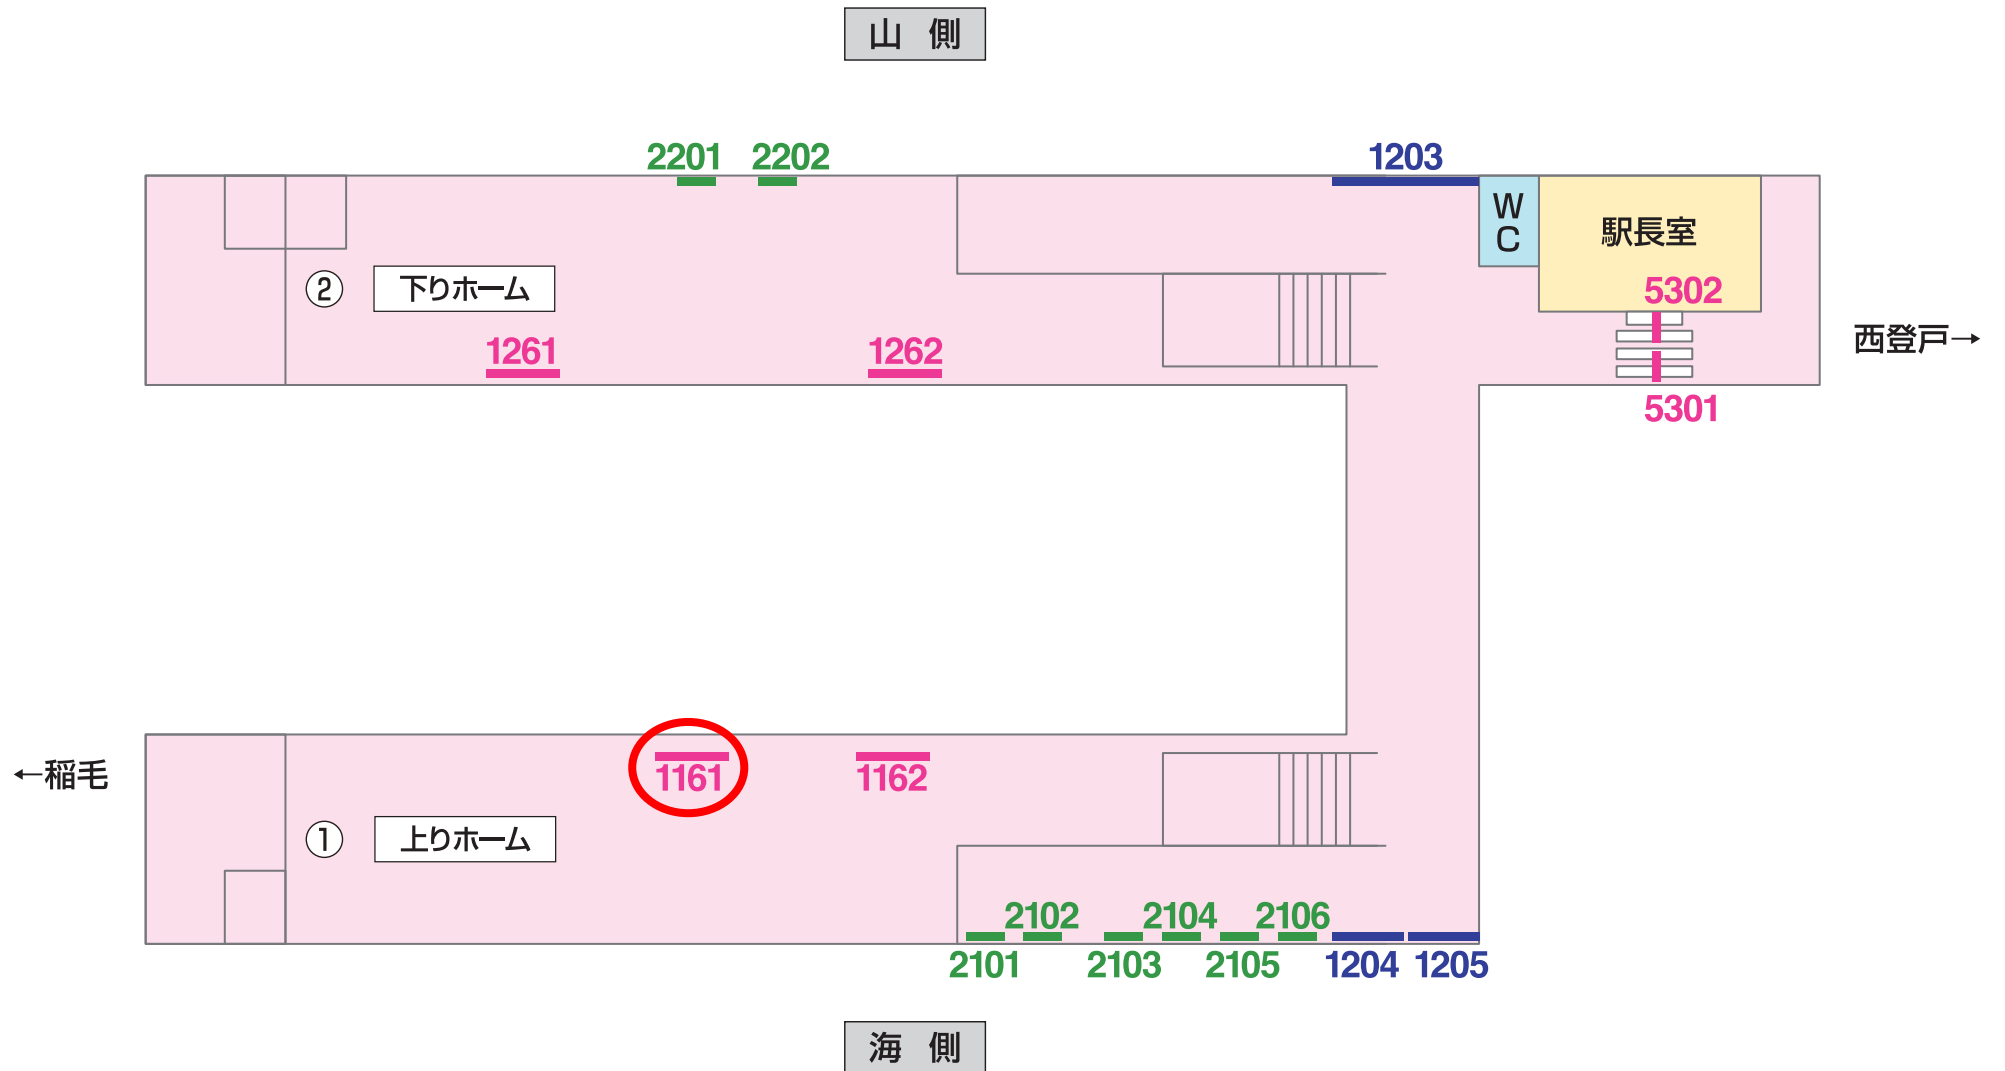 山 側
2201 2202 1203
WC
駅長室
② 下りホーム
5302
1261 1262
西登戸→
5301
←稲毛
1161 1162
① 上りホーム
2102 2104 2106
2101 2103 2105 1204 1205
海 側